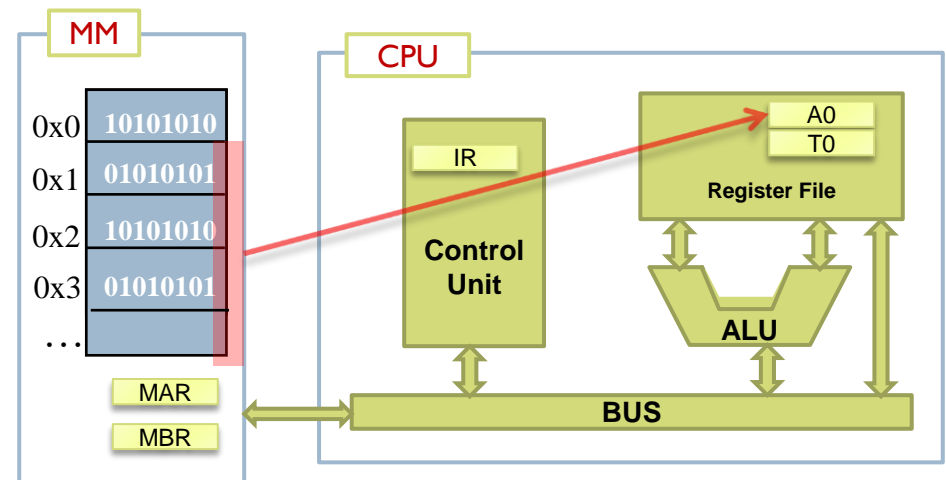 MM
CPU
0x0 10101010
0x1 01010101
0x2 10101010
0x3 01010101
...
MAR
MBR
IR
Control
Unit
A0
T0
Register File
ALU
BUS